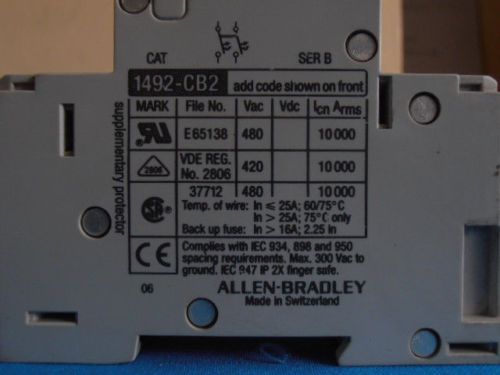 CAT SER B
1492-CB2 add code shown on front
MARK File No. Vac Vdc Icn Arms
E65138 480 10 000
2806 VDE REG. No. 2806 420 10 000
37712 480 10 000
Temp. of wire: In ≤ 25A; 60/75°C
In > 25A; 75°C only
Back up fuse: In > 16A; 2.25 In
Complies with IEC 934, 898 and 950
spacing requirements. Max. 300 Vac to
ground. IEC 947 IP 2X finger safe.
CE
06 ALLEN-BRADLEY
Made in Switzerland
supplementary protector